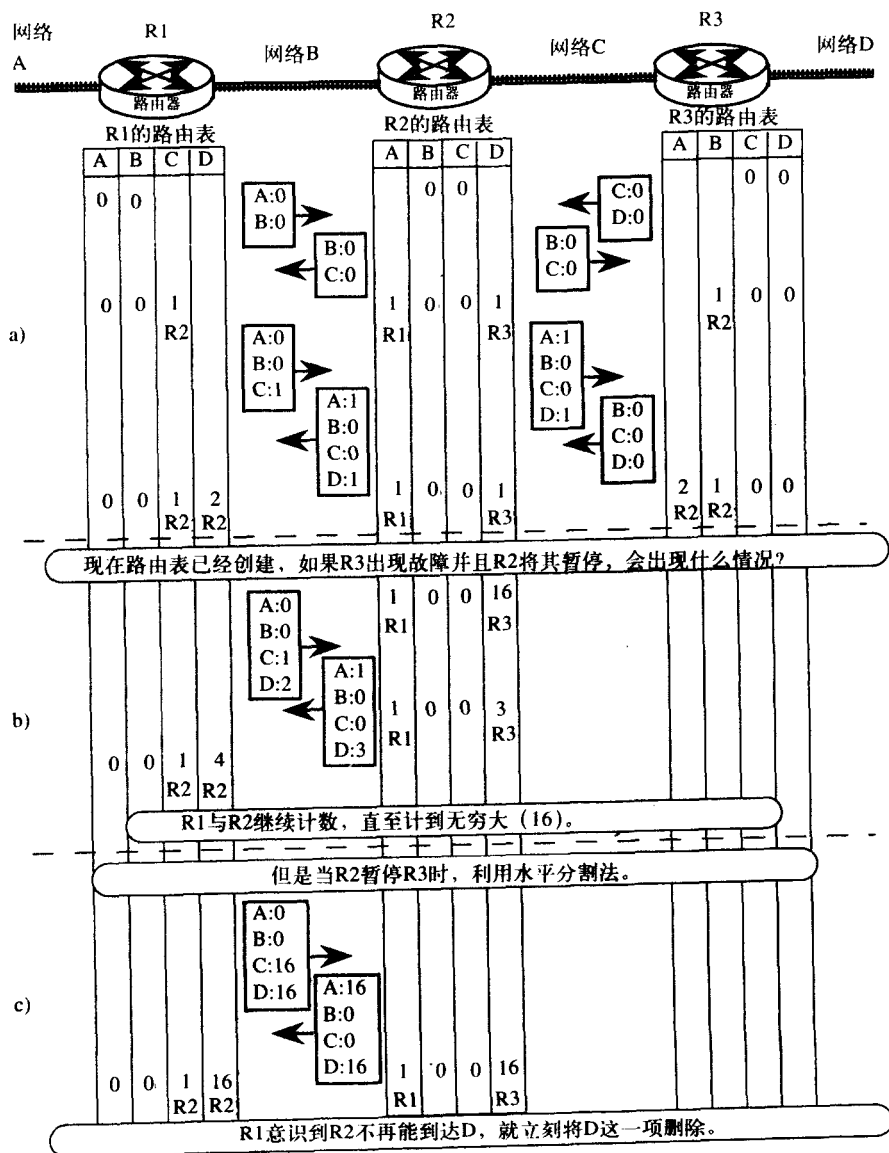 网络 A
R1
网络B
R2
网络C
R3
网络D
路由器
路由器
路由器
R1的路由表
R2的路由表
R3的路由表
A B C D
A B C D
A B C D
0 0
A:0
B:0
0 0
C:0
D:0
0 0
B:0
C:0
B:0
C:0
a)
0 0 1 R2
1 R1 0 0 1 R3
1 R2 0 0
A:0
B:0
C:1
A:1
B:0
C:0
D:1
A:1
B:0
C:0
D:1
B:0
C:0
D:0
0 0 1 R2 2 R2
1 R1 0 0 1 R3
2 R2 1 R2 0 0
现在路由表已经创建，如果R3出现故障并且R2将其暂停，会出现什么情况？
b)
A:0
B:0
C:1
D:2
1 R1 0 0 16 R3
A:1
B:0
C:0
D:3
1 R1 0 0 3 R3
0 0 1 R2 4 R2
R1与R2继续计数，直至计到无穷大（16）。
但是当R2暂停R3时，利用水平分割法。
c)
A:0
B:0
C:16
D:16
A:16
B:0
C:0
D:16
0 0 1 R2 16 R2
1 R1 0 0 16 R3
R1意识到R2不再能到达D，就立刻将D这一项删除。